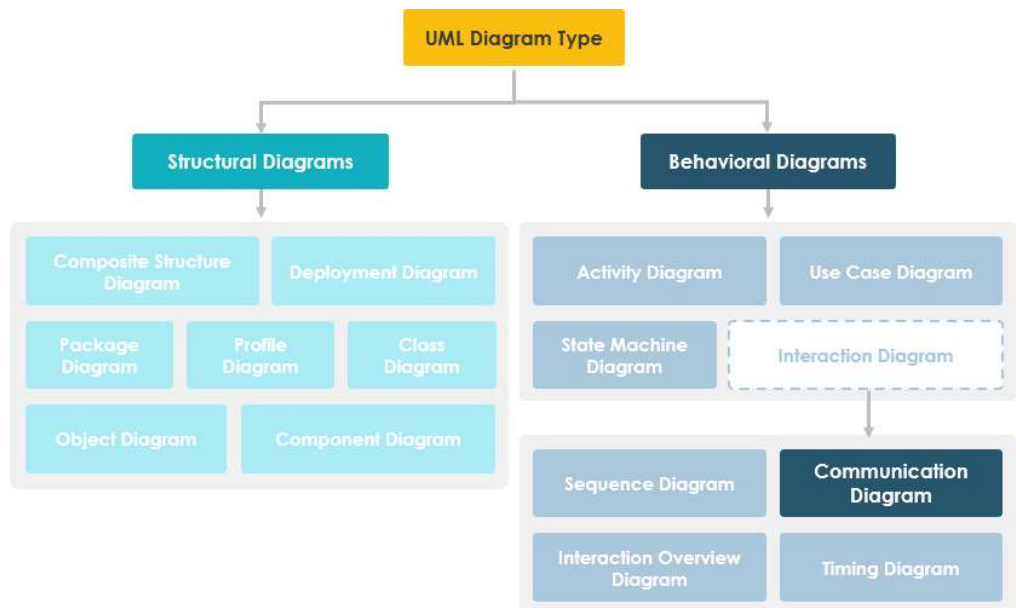 UML Diagram Type
Structural Diagrams
Behavioral Diagrams
Composite Structure
Diagram
Deployment Diagram
Package
Diagram
Profile
Diagram
Class
Diagram
Object Diagram
Component Diagram
Activity Diagram
Use Case Diagram
State Machine
Diagram
Interaction Diagram
Sequence Diagram
Communication
Diagram
Interaction Overview
Diagram
Timing Diagram